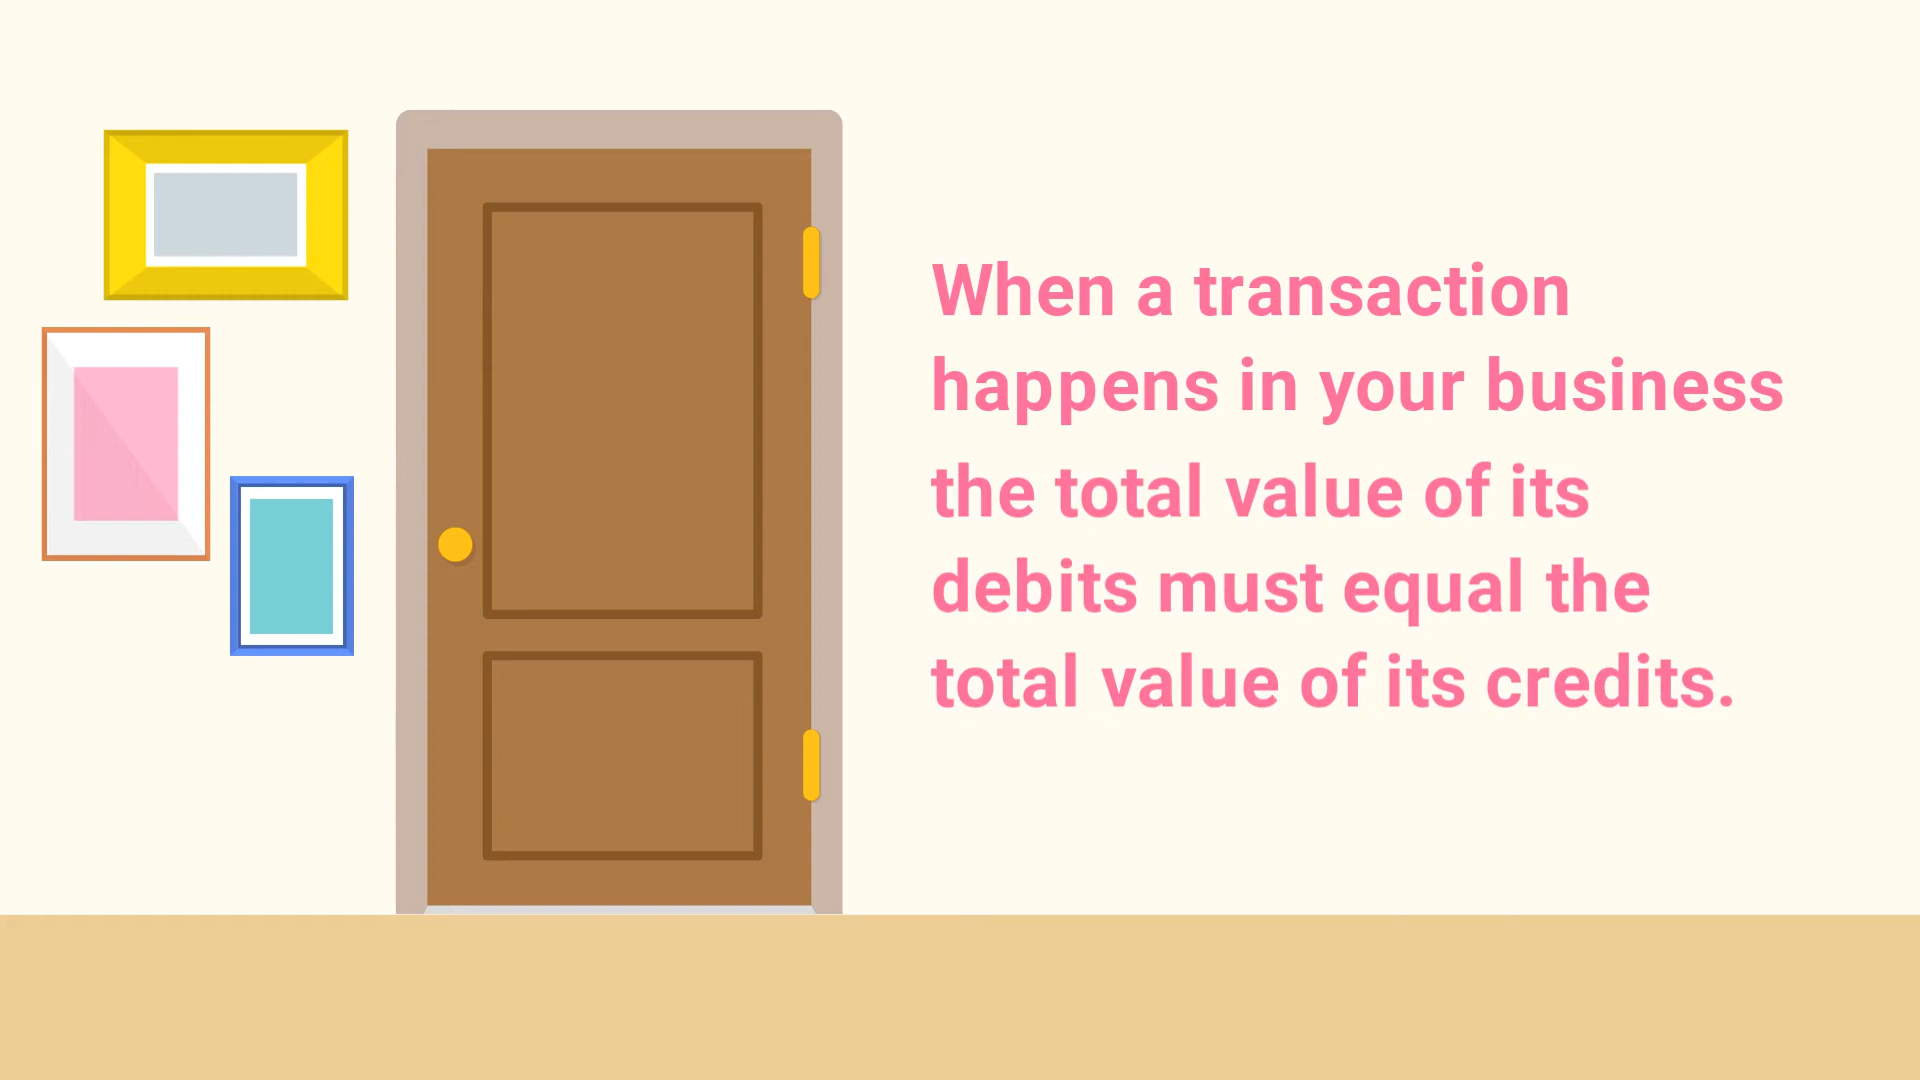 When a transaction
happens in your business
the total value of its
debits must equal the
total value of its credits.